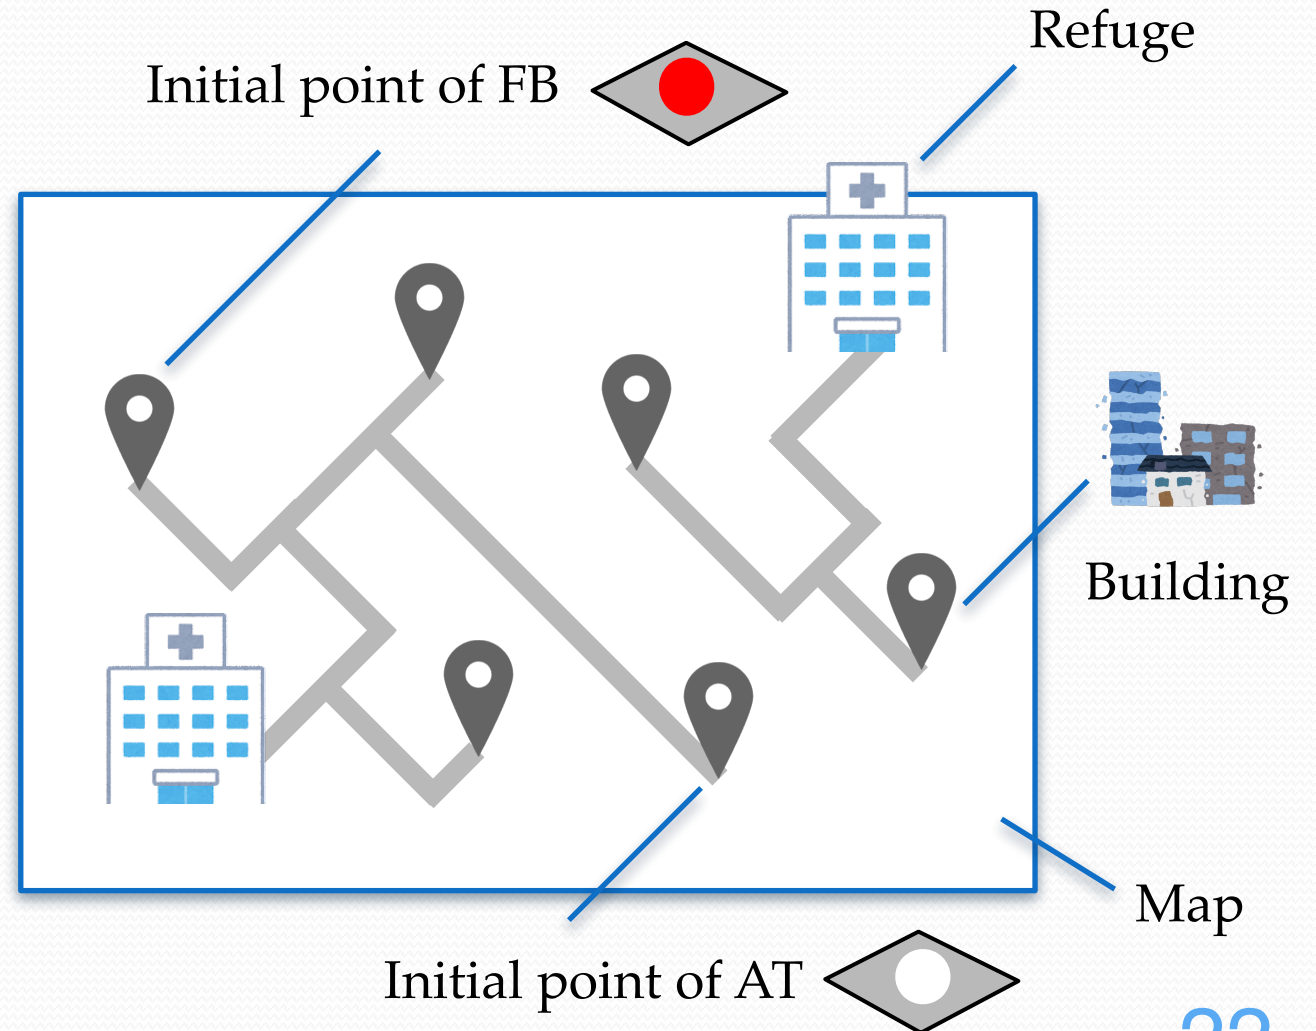 Refuge
Initial point of FB
Building
Map
Initial point of AT